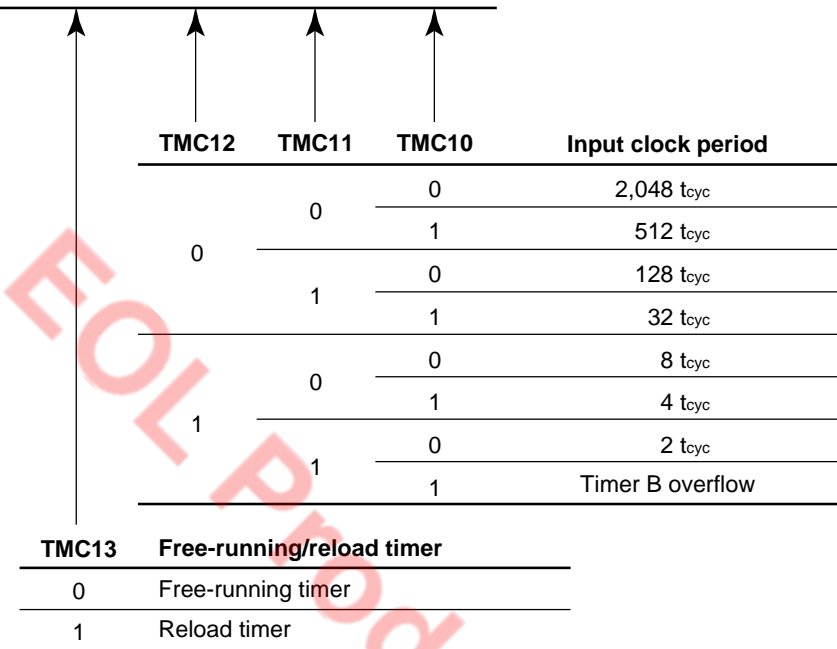 TMC12 TMC11 TMC10 Input clock period
0 0 0 2,048 tcyc
1 512 tcyc
1 0 128 tcyc
1 32 tcyc
1 0 0 8 tcyc
1 4 tcyc
1 0 2 tcyc
1 Timer B overflow
TMC13 Free-running/reload timer
0 Free-running timer
1 Reload timer
EOL Prod